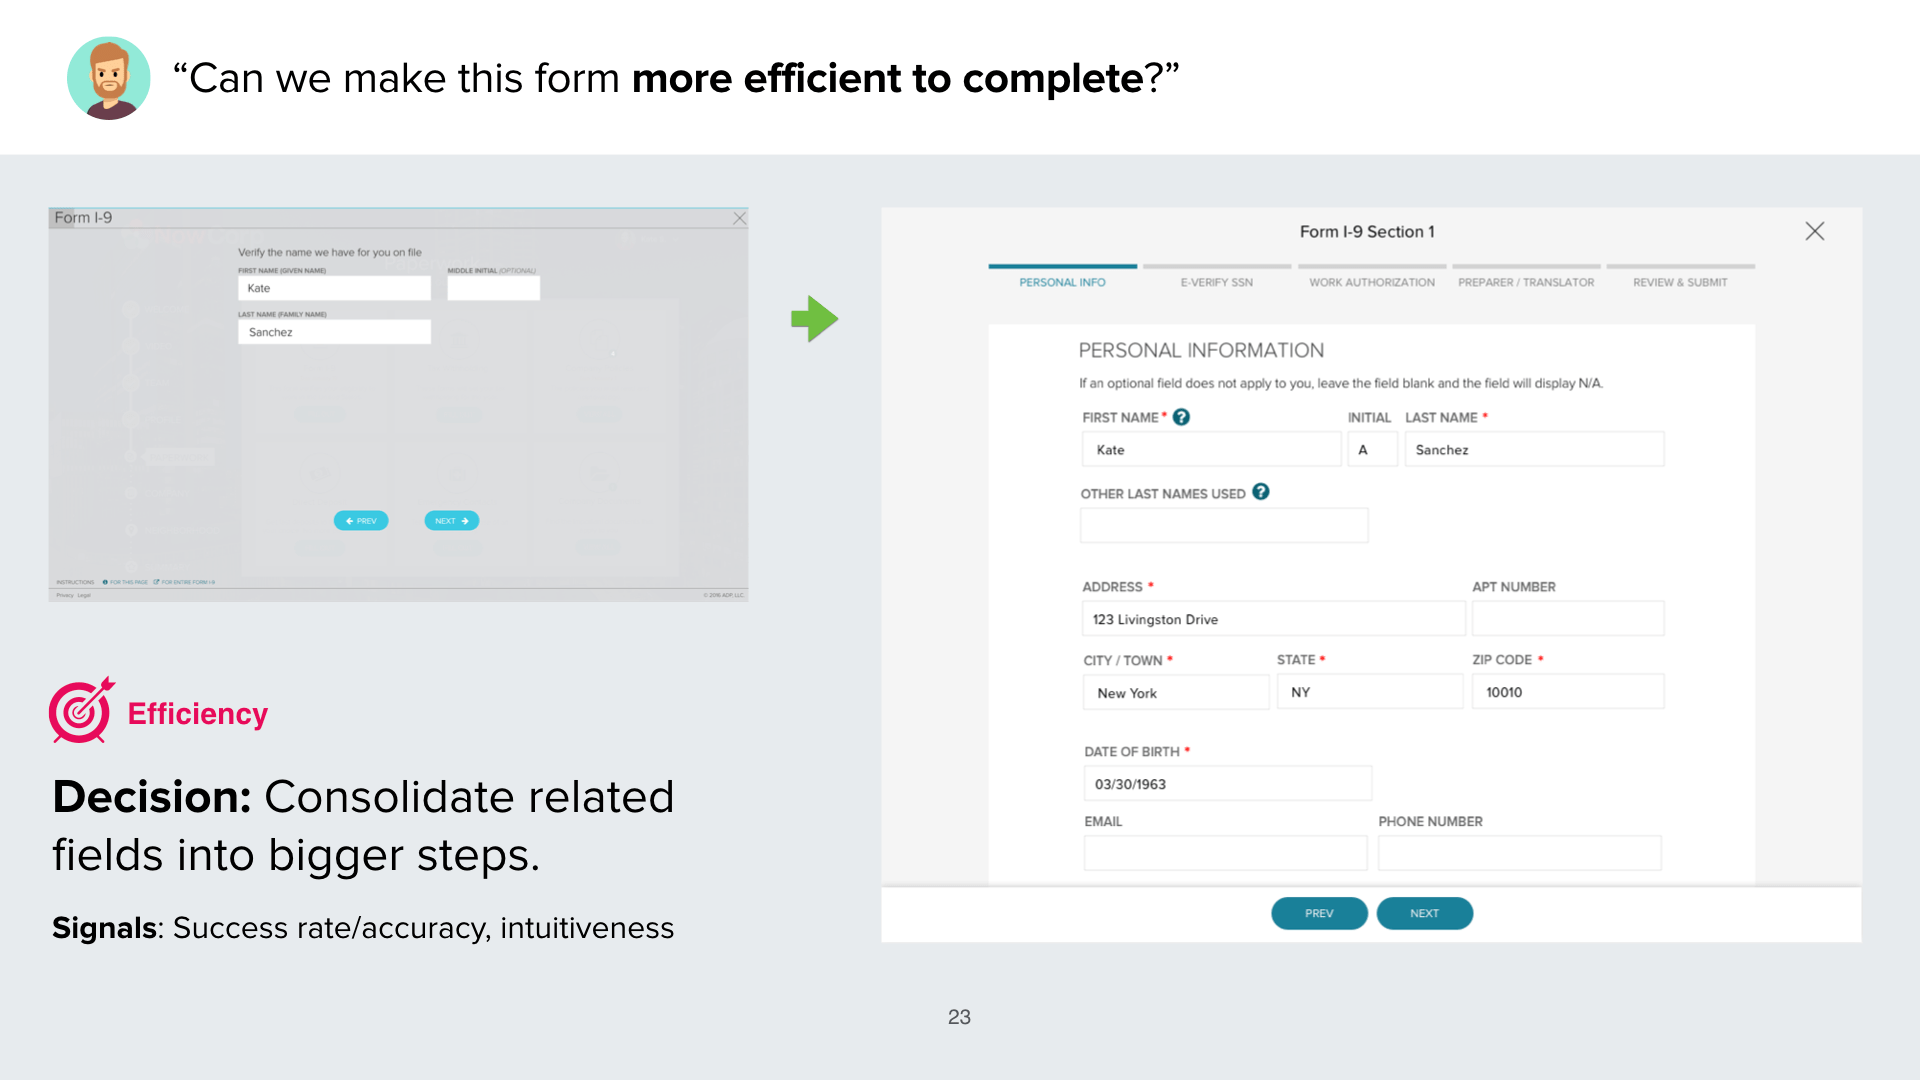 “Can we make this form more efficient to complete?”
Form I-9
Verify the name we have for you on file
FIRST NAME (GIVEN NAME)
MIDDLE INITIAL (OPTIONAL)
Kate
LAST NAME (FAMILY NAME)
Sanchez
PREV
NEXT
INSTRUCTIONS
FOR THIS PAGE
FOR ENTIRE FORM I-9
Privacy Legal
© 2016 ADP, LLC
Efficiency
Decision: Consolidate related
fields into bigger steps.
Signals: Success rate/accuracy, intuitiveness
Form I-9 Section 1
PERSONAL INFO
E-VERIFY SSN
WORK AUTHORIZATION
PREPARER / TRANSLATOR
REVIEW & SUBMIT
PERSONAL INFORMATION
If an optional field does not apply to you, leave the field blank and the field will display N/A.
FIRST NAME * ?
INITIAL
LAST NAME *
Kate
A
Sanchez
OTHER LAST NAMES USED ?
ADDRESS *
APT NUMBER
123 Livingston Drive
CITY / TOWN *
STATE *
ZIP CODE *
New York
NY
10010
DATE OF BIRTH *
03/30/1963
EMAIL
PHONE NUMBER
PREV
NEXT
23